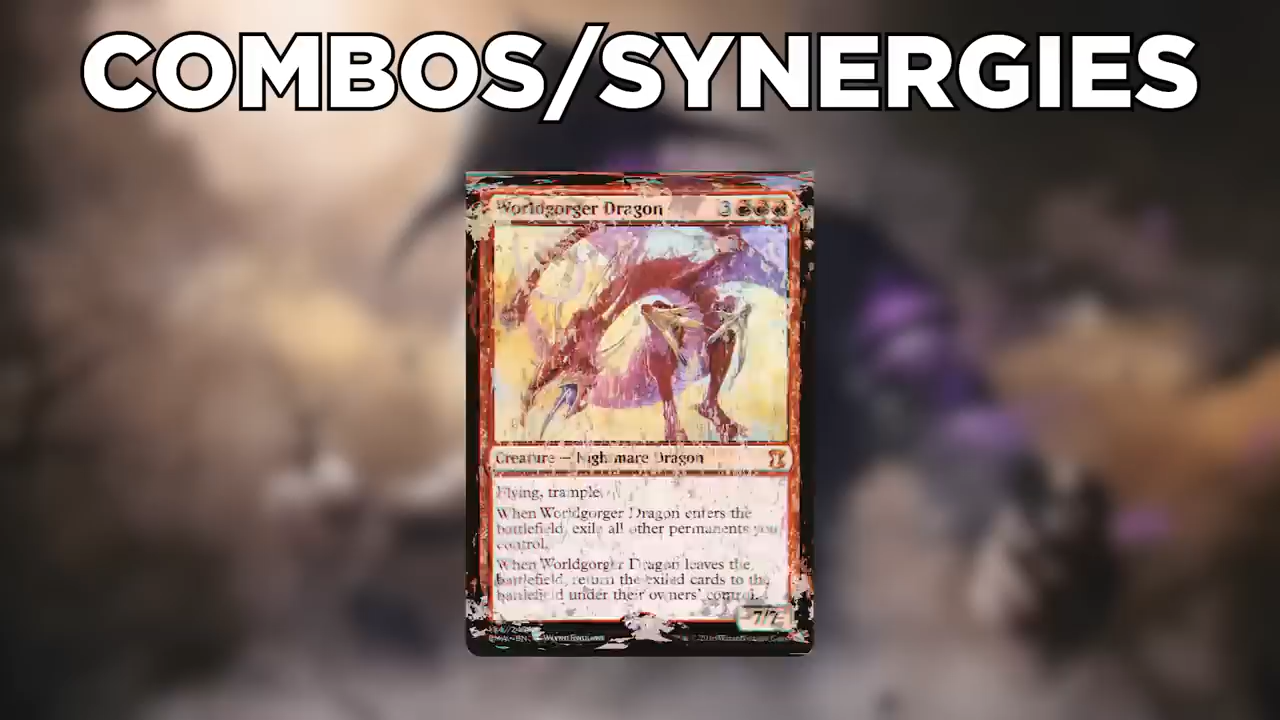 COMBOS/SYNERGIES
Worldgorger Dragon 3
Creature — Nightmare Dragon
Flying, trample
When Worldgorger Dragon enters the
battlefield, exile all other permanents you
control.
When Worldgorger Dragon leaves the
battlefield, return the exiled cards to the
battlefield under their owners' control.
7/7